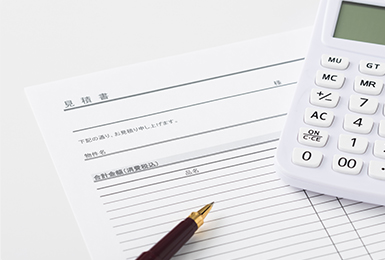 見積書
様
下記の通り、お見積り申し上げます。
物件名
合計金額(消費税込)
品名
MU GT
MC MR
+/- 7
AC 4
ON/C·CE 1
00 0